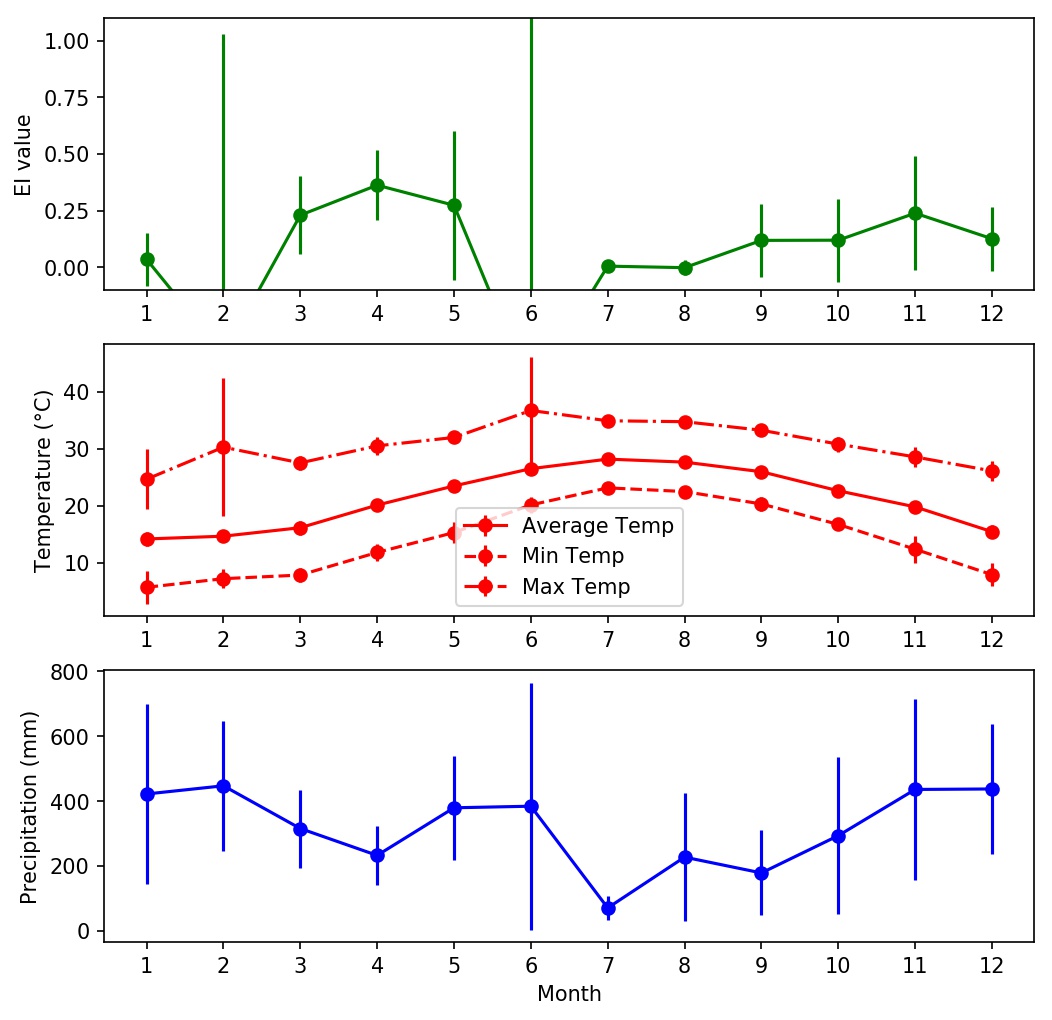 EI value
1.00
0.75
0.50
0.25
0.00
1 2 3 4 5 6 7 8 9 10 11 12
Temperature (°C)
40
30
20
10
Average Temp
Min Temp
Max Temp
1 2 3 4 5 6 7 8 9 10 11 12
Precipitation (mm)
800
600
400
200
0
1 2 3 4 5 6 7 8 9 10 11 12
Month